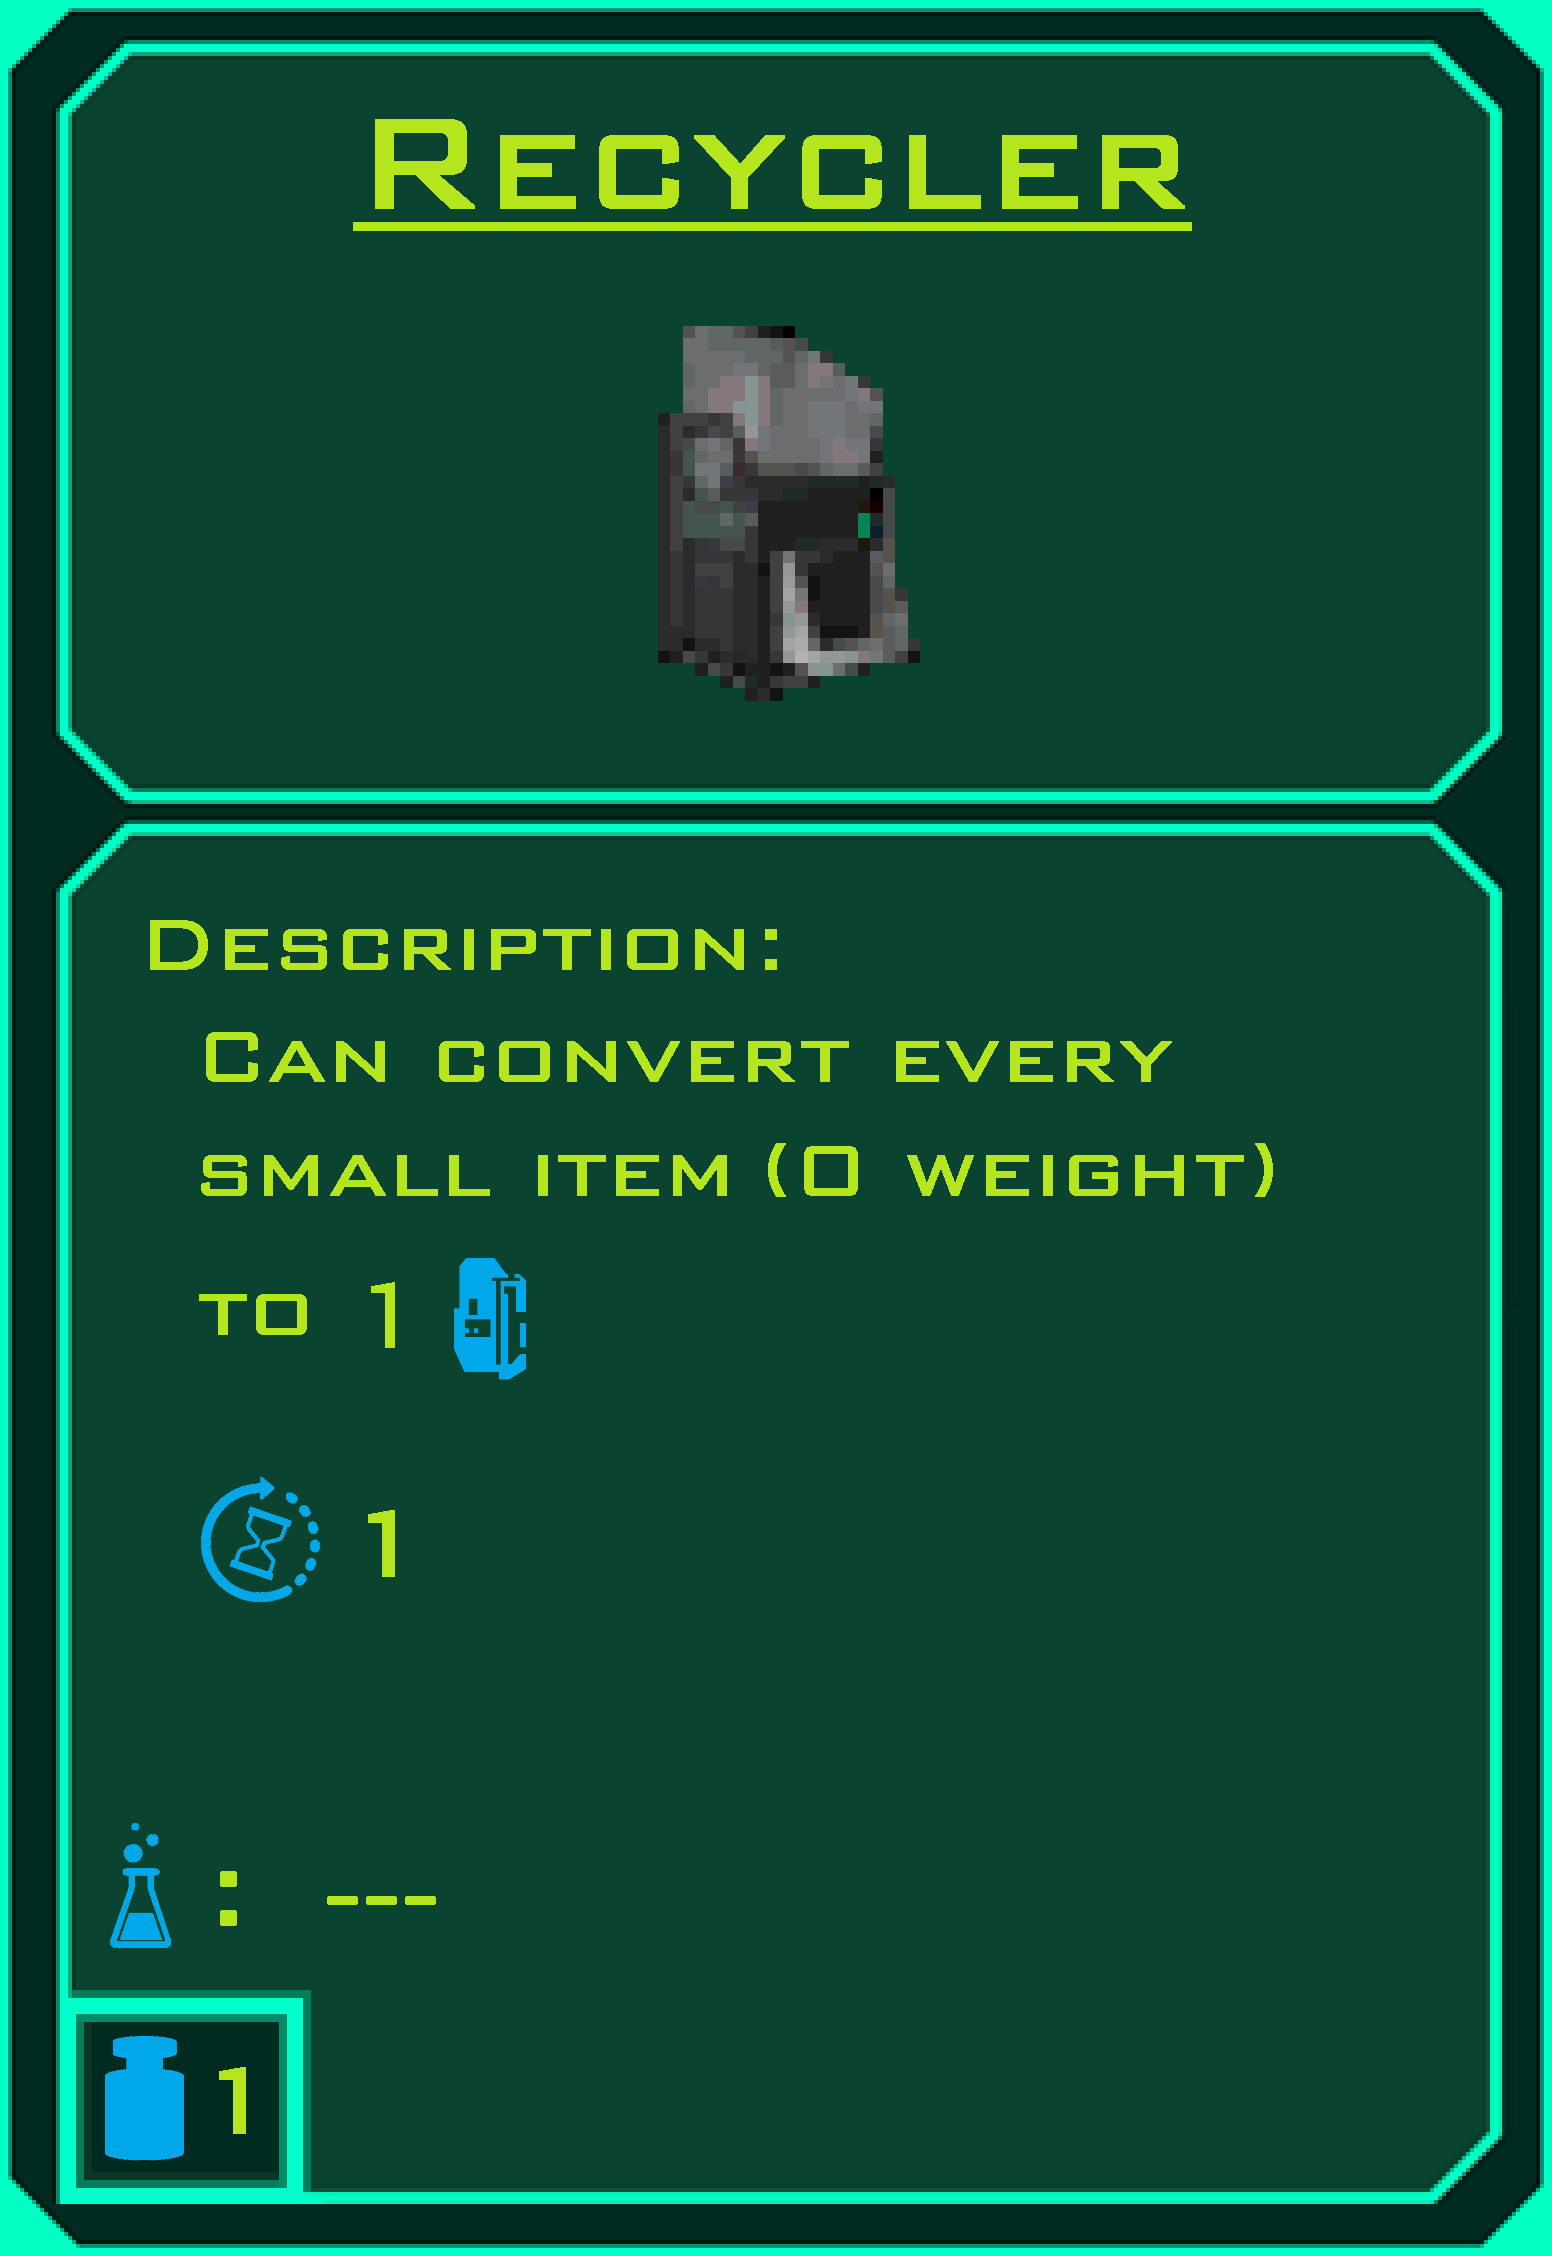 Recycler
Description:
Can convert every
small item (0 weight)
to 1
1
: ---
1